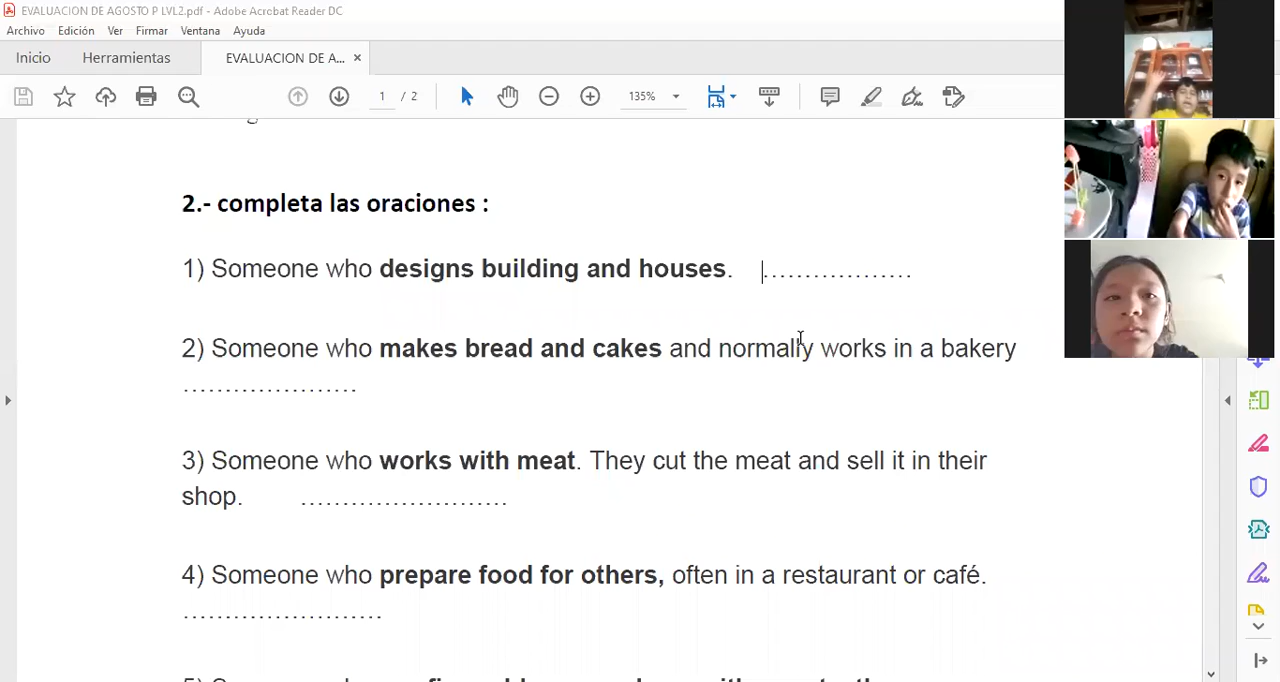 EVALUACION DE AGOSTO P LVL2.pdf - Adobe Acrobat Reader DC
Archivo Edición Ver Firmar Ventana Ayuda
Inicio Herramientas EVALUACION DE A... ×
1 / 2 135%
2.- completa las oraciones :
1) Someone who designs building and houses. ..................
2) Someone who makes bread and cakes and normally works in a bakery
.....................
3) Someone who works with meat. They cut the meat and sell it in their
shop. .........................
4) Someone who prepare food for others, often in a restaurant or café.
........................